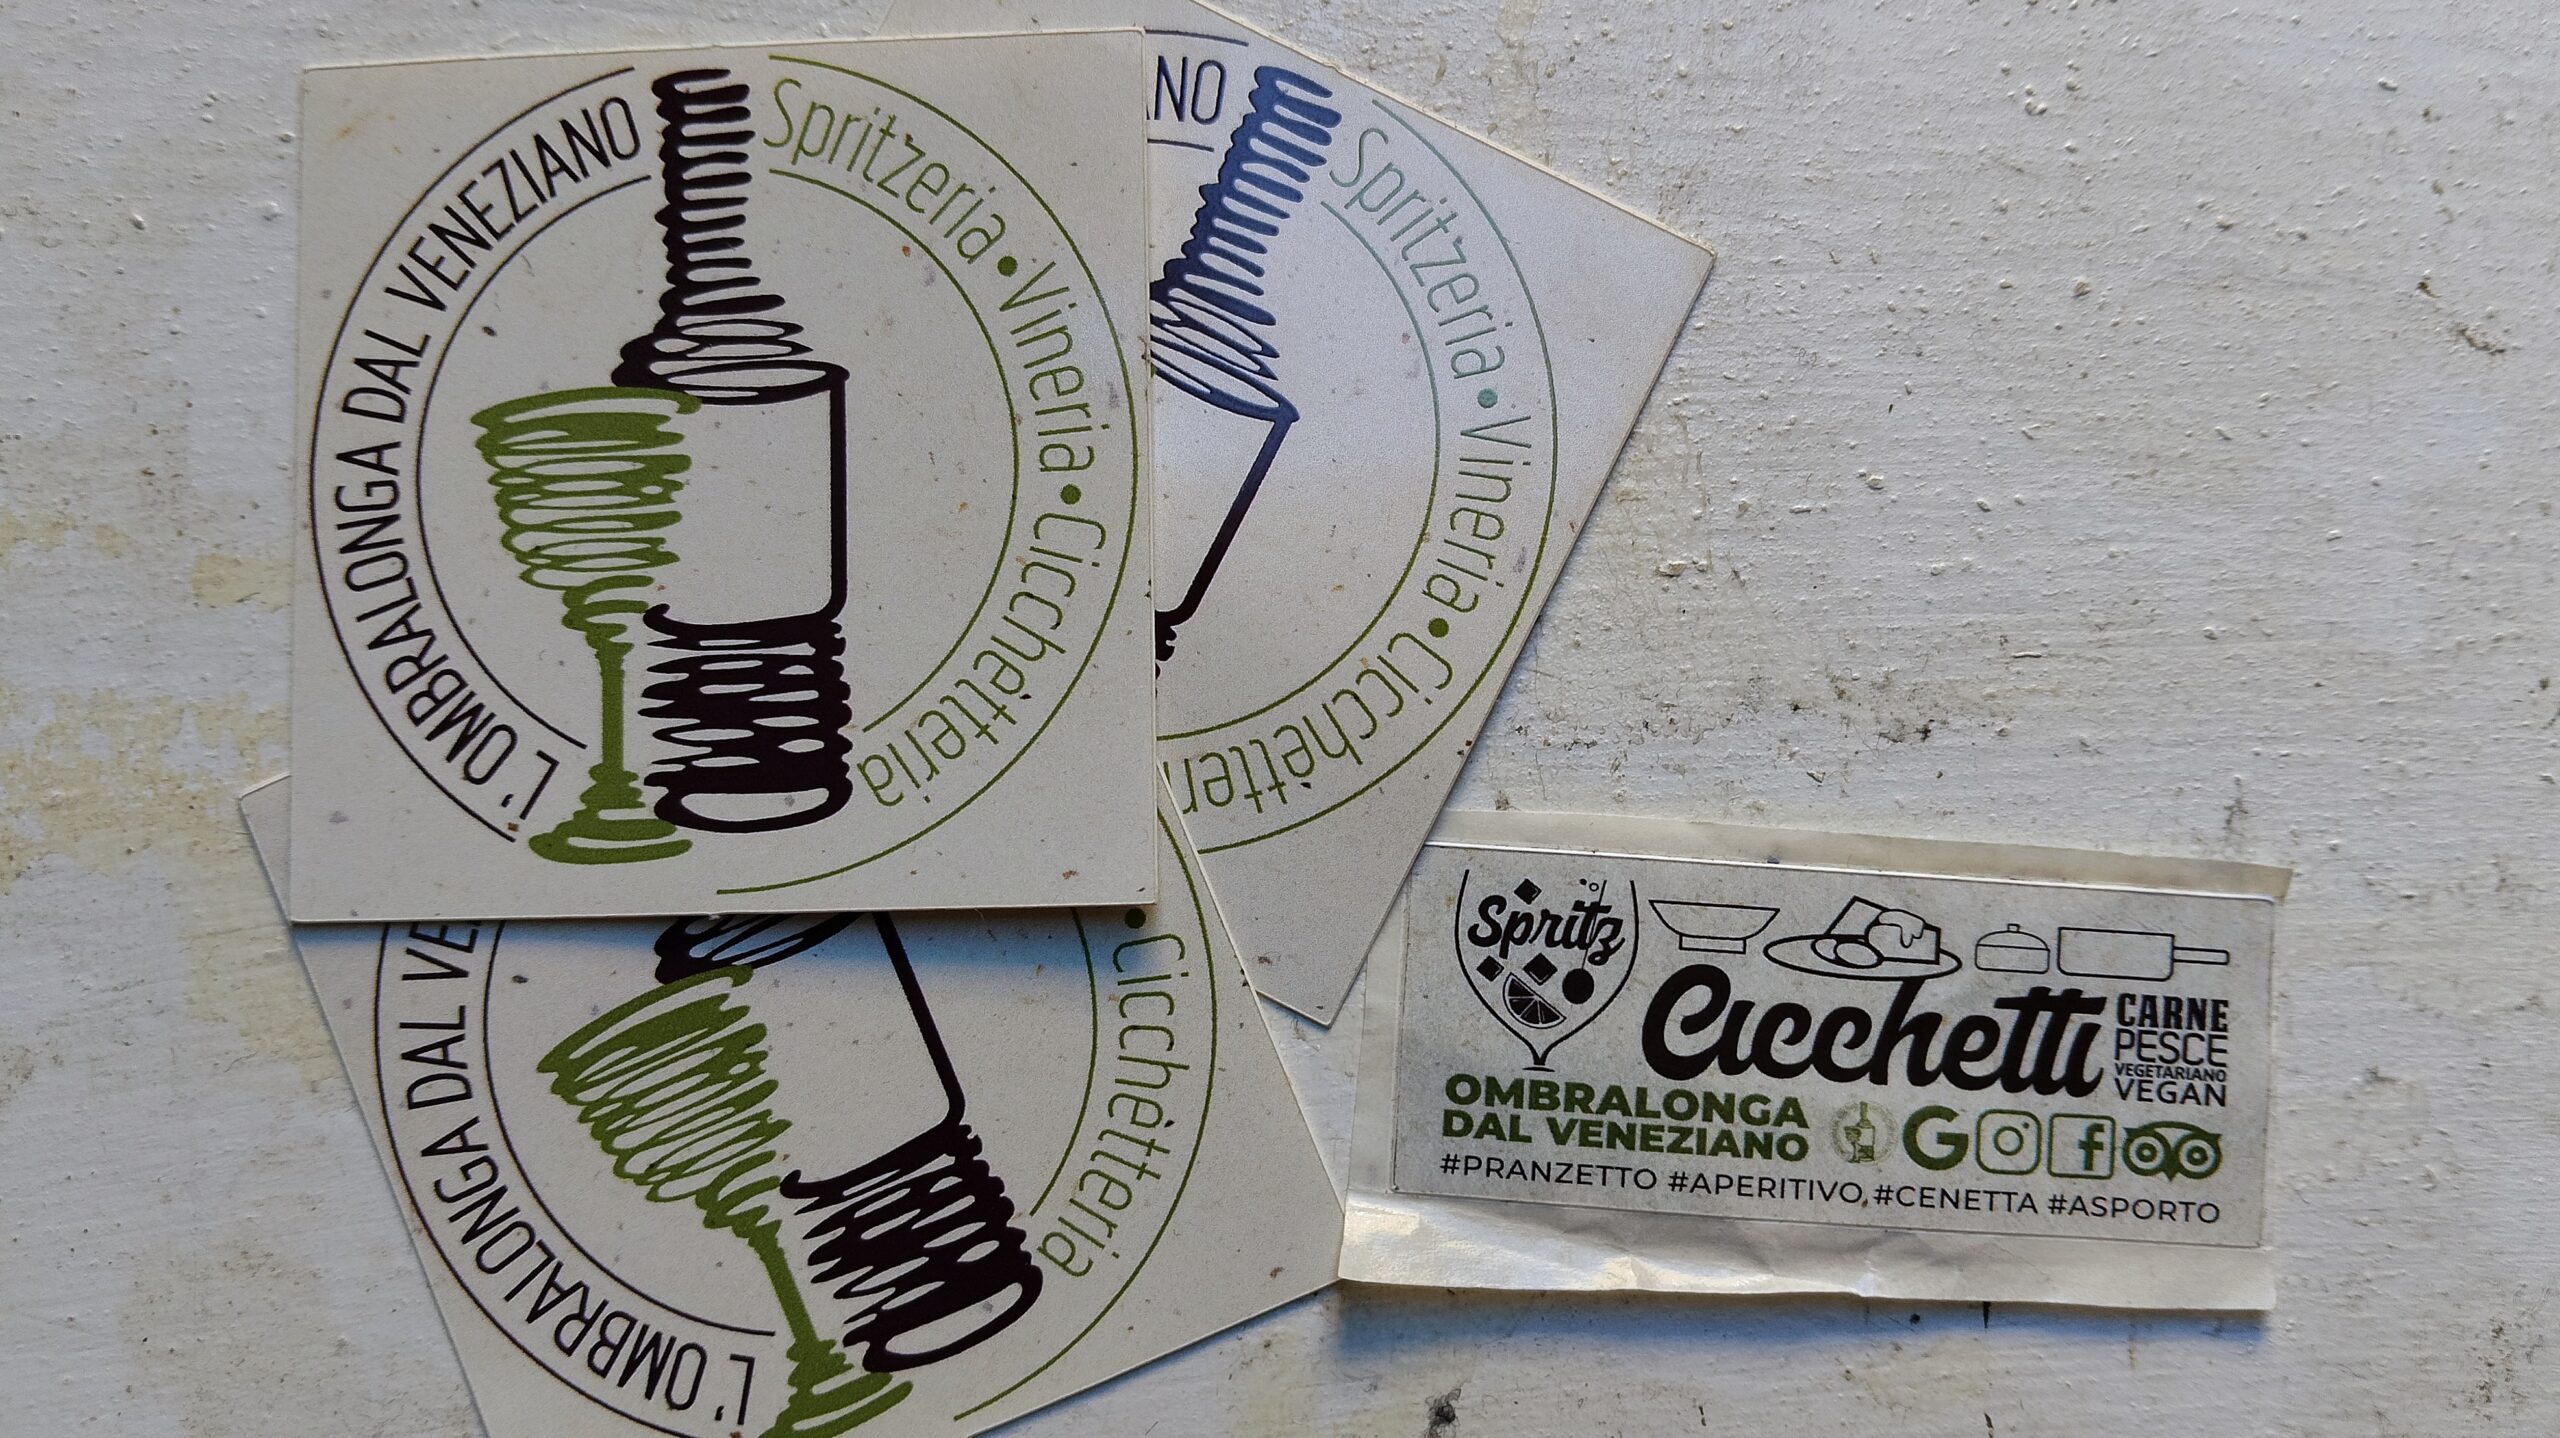 L'OMBRALONGA DAL VENEZIANO
Spritzeria • Vineria • Cicchètteria
Spritzeria • Vineria • Cicchètter
L'OMBRALONGA DAL VE
• Cicchètteria
Spritz
Cicchetti
CARNE
PESCE
VEGETARIANO
VEGAN
OMBRALONGA
DAL VENEZIANO
#PRANZETTO #APERITIVO #CENETTA #ASPORTO